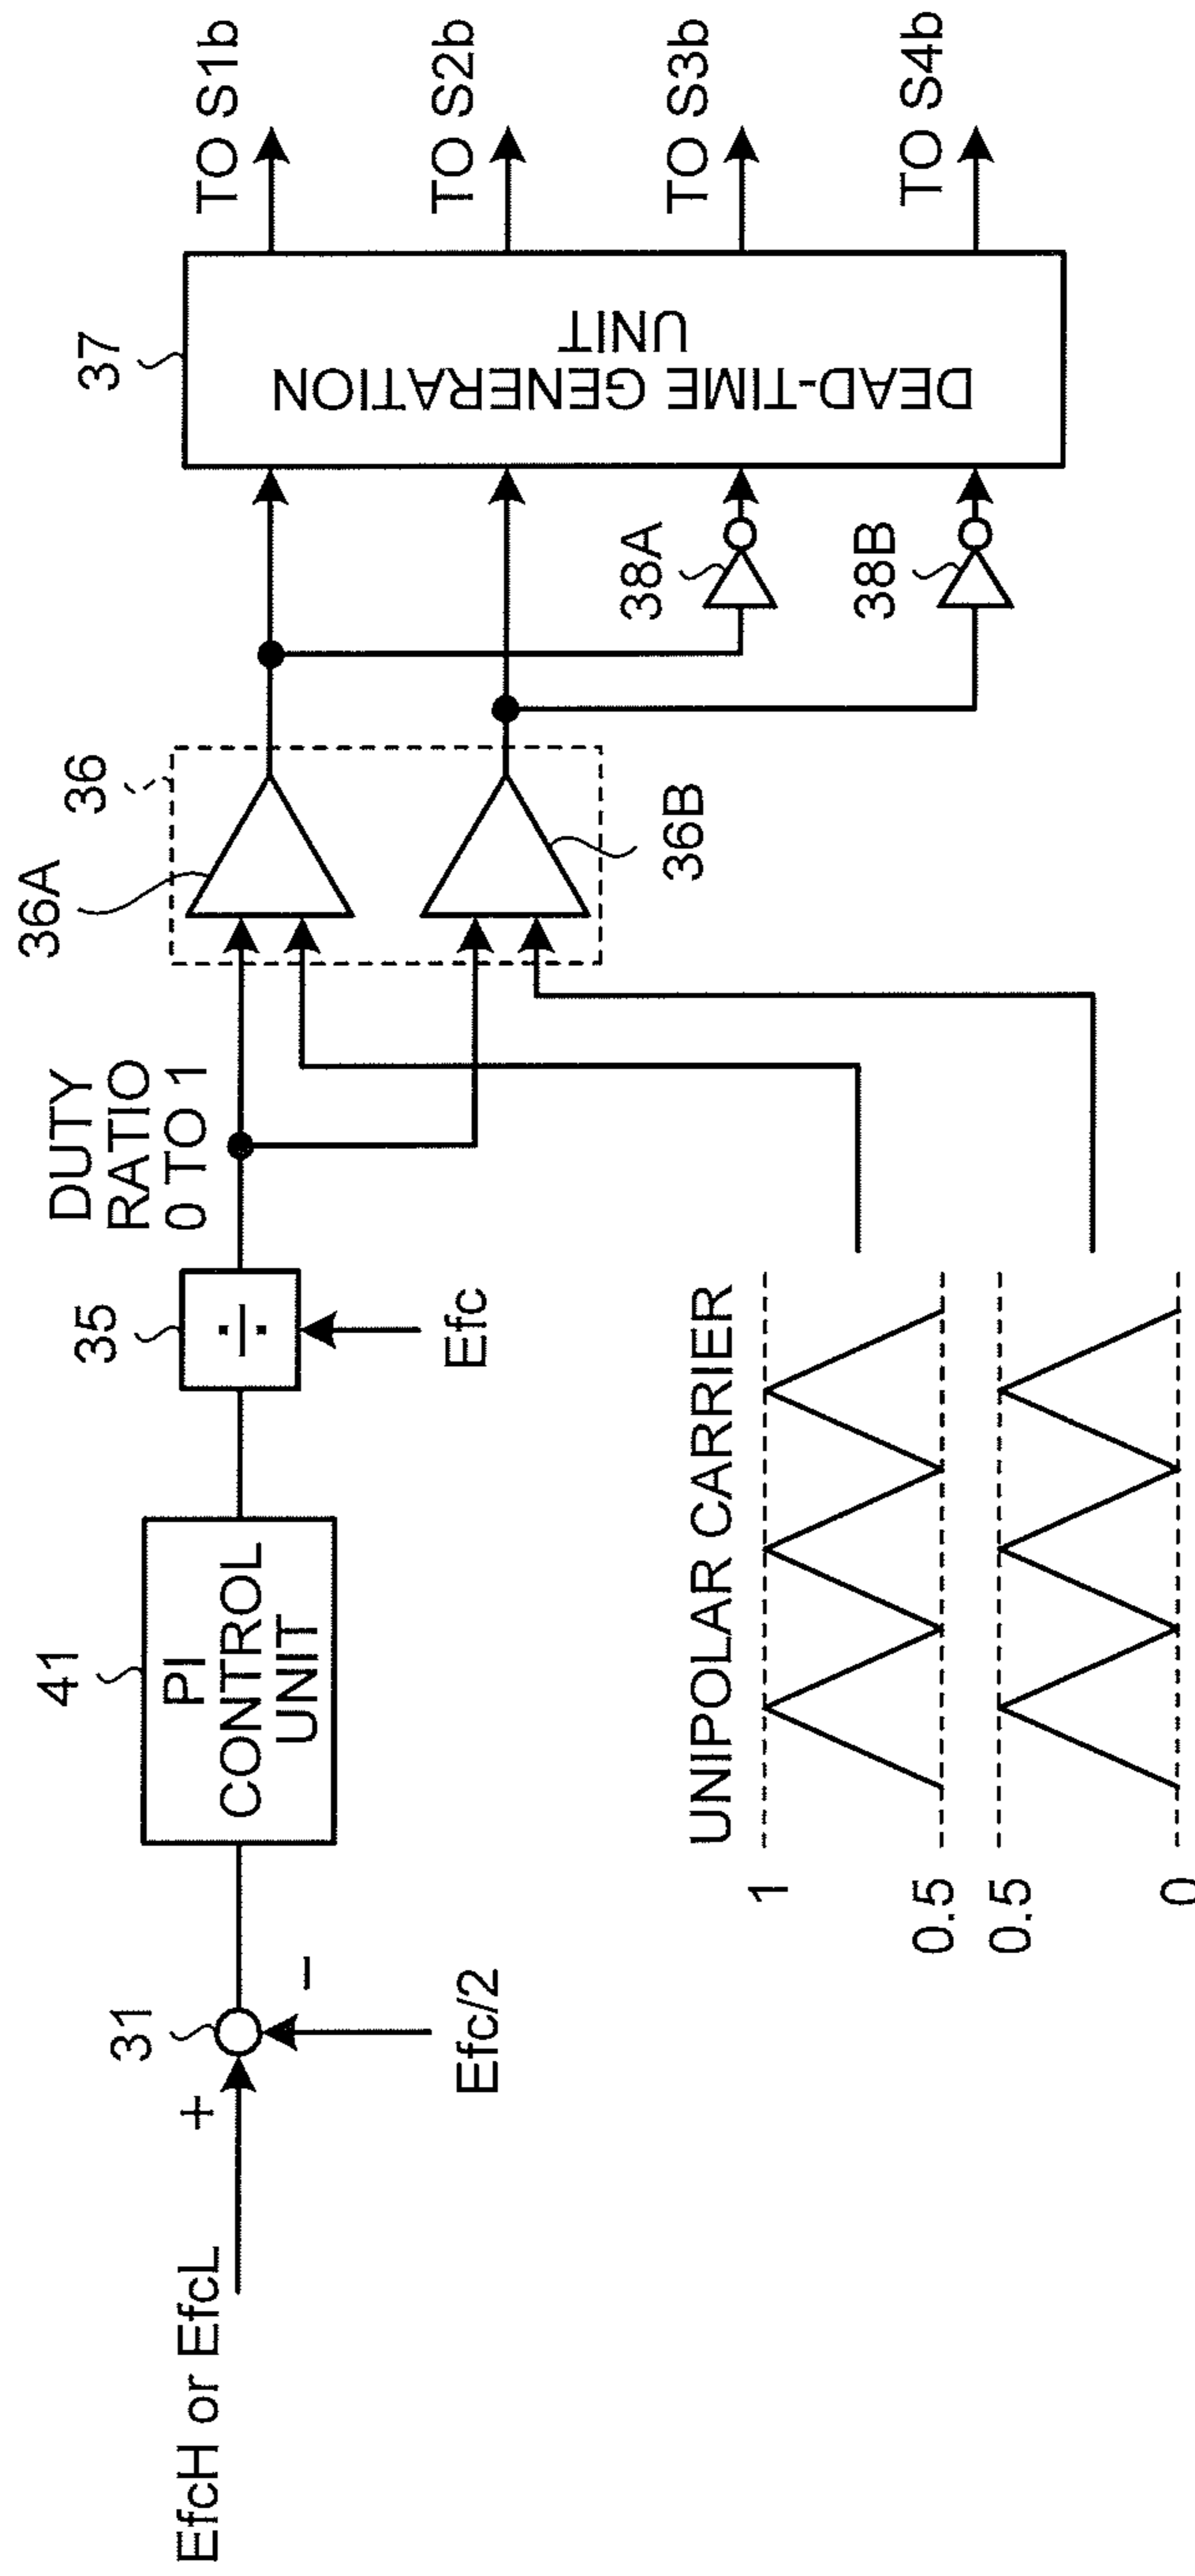 EfcH or EfcL
+
31
−
Efc/2
41
PI
CONTROL
UNIT
35
÷
Efc
DUTY
RATIO
0 TO 1
36A
36
36B
38A
38B
37
DEAD-TIME GENERATION
UNIT
TO S1b
TO S2b
TO S3b
TO S4b
UNIPOLAR CARRIER
1
0.5
0.5
0